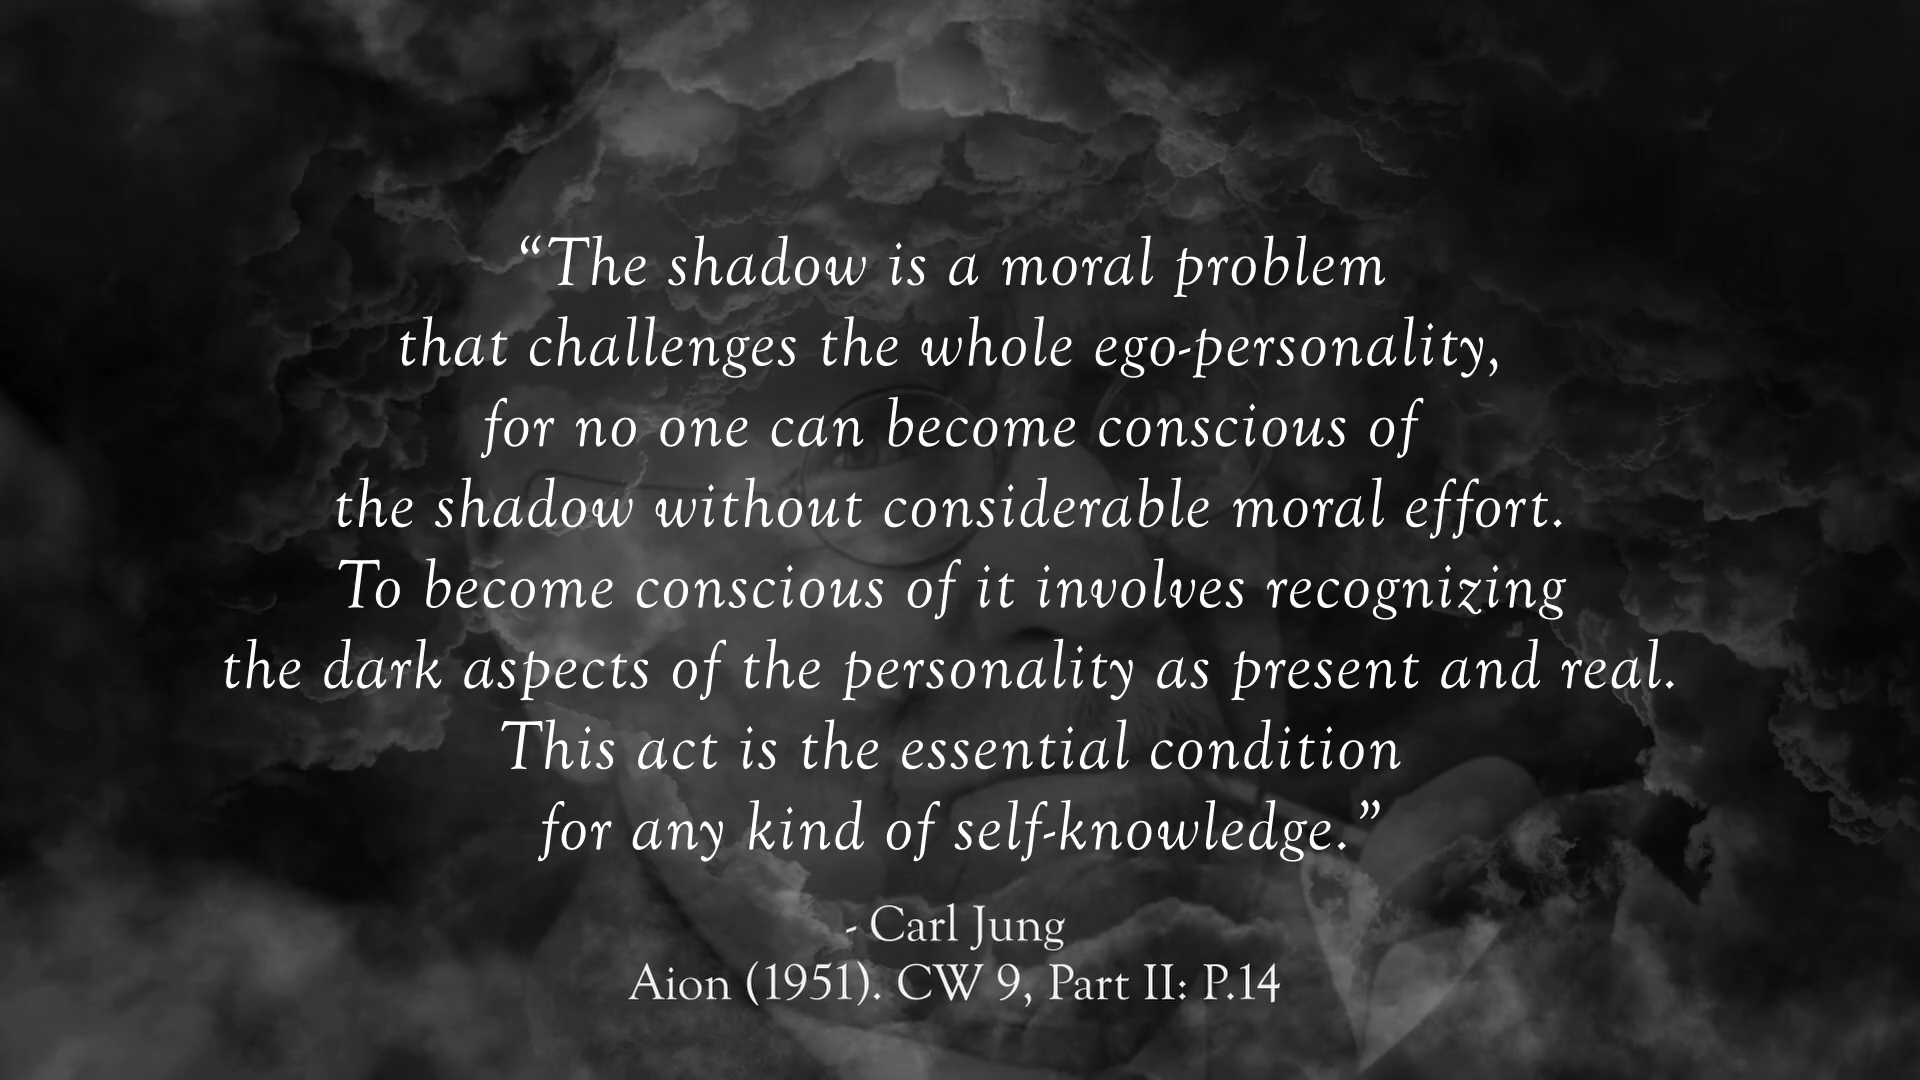 “The shadow is a moral problem
that challenges the whole ego-personality,
for no one can become conscious of
the shadow without considerable moral effort.
To become conscious of it involves recognizing
the dark aspects of the personality as present and real.
This act is the essential condition
for any kind of self-knowledge.”
- Carl Jung
Aion (1951). CW 9, Part II: P.14